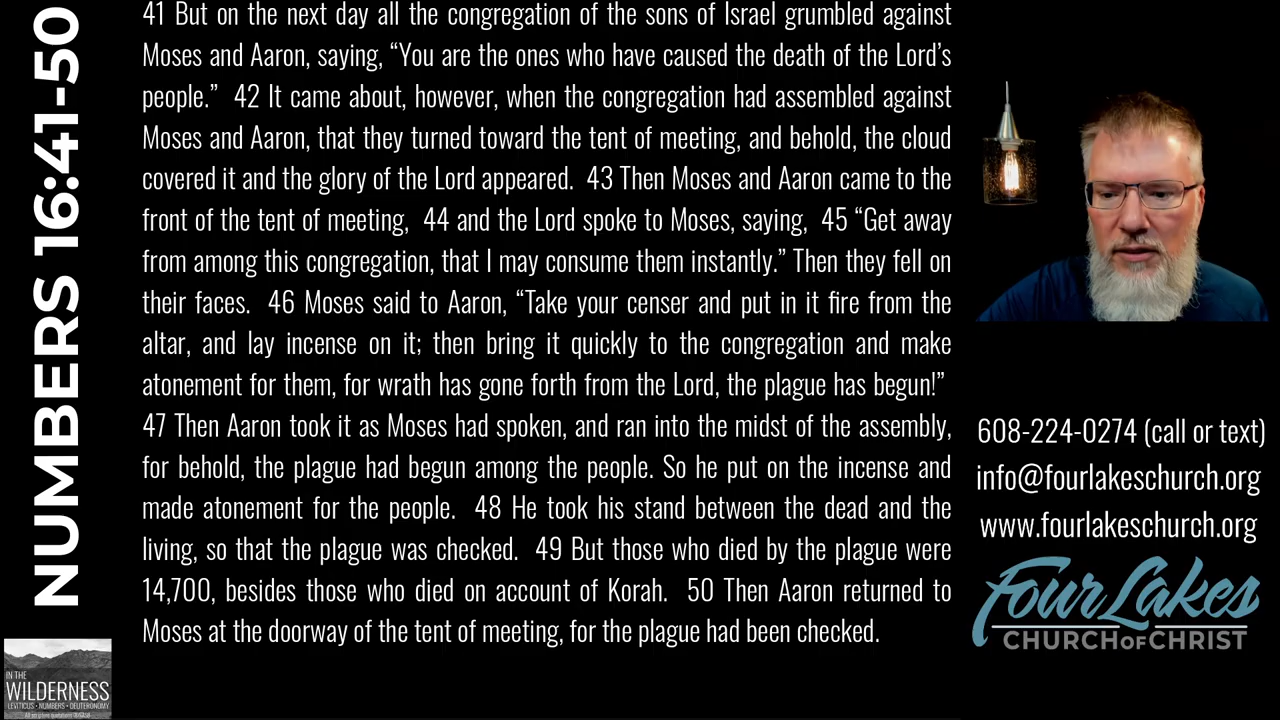 NUMBERS 16:41-50
41 But on the next day all the congregation of the sons of Israel grumbled against
Moses and Aaron, saying, “You are the ones who have caused the death of the Lord’s
people.” 42 It came about, however, when the congregation had assembled against
Moses and Aaron, that they turned toward the tent of meeting, and behold, the cloud
covered it and the glory of the Lord appeared. 43 Then Moses and Aaron came to the
front of the tent of meeting, 44 and the Lord spoke to Moses, saying, 45 “Get away
from among this congregation, that I may consume them instantly.” Then they fell on
their faces. 46 Moses said to Aaron, “Take your censer and put in it fire from the
altar, and lay incense on it; then bring it quickly to the congregation and make
atonement for them, for wrath has gone forth from the Lord, the plague has begun!”
47 Then Aaron took it as Moses had spoken, and ran into the midst of the assembly,
for behold, the plague had begun among the people. So he put on the incense and
made atonement for the people. 48 He took his stand between the dead and the
living, so that the plague was checked. 49 But those who died by the plague were
14,700, besides those who died on account of Korah. 50 Then Aaron returned to
Moses at the doorway of the tent of meeting, for the plague had been checked.
608-224-0274 (call or text)
info@fourlakeschurch.org
www.fourlakeschurch.org
Four Lakes
CHURCH OF CHRIST
IN THE
WILDERNESS
LEVITICUS • NUMBERS • DEUTERONOMY
All scripture quotations